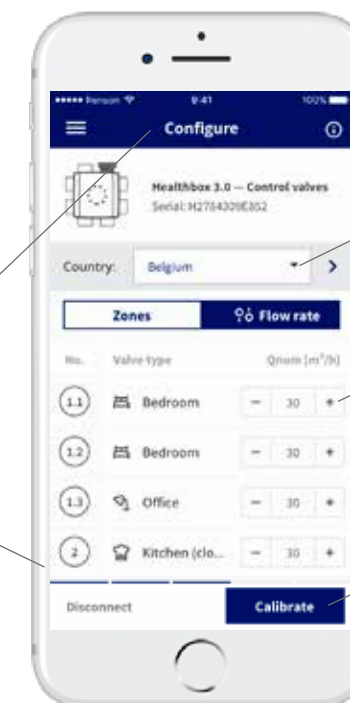 9:41 100%
Configure
Healthbox 3.0 — Control valves
Serial:
Country: Belgium
Zones Flow rate
No. Valve type Qnom [m³/h]
1.1 Bedroom − 30 +
1.2 Bedroom − 30 +
1.3 Office − 30 +
2 Kitchen (clo... − 30 +
Disconnect Calibrate